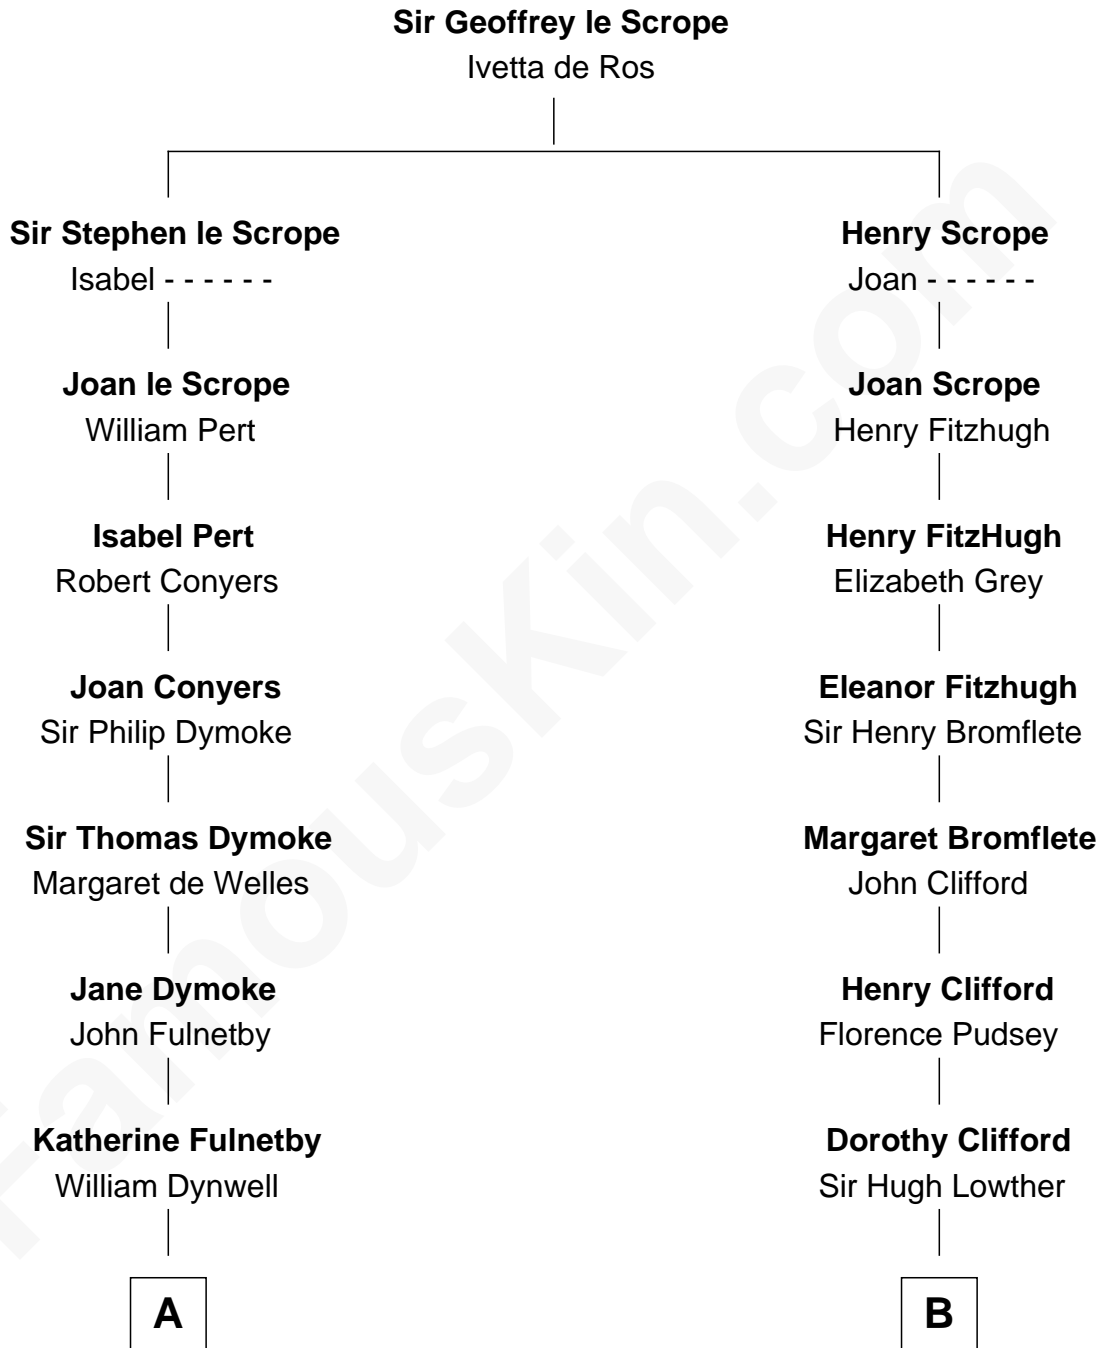 Sir Geoffrey le Scrope
Ivetta de Ros
Sir Stephen le Scrope
Isabel - - - - - -
Joan le Scrope
William Pert
Isabel Pert
Robert Conyers
Joan Conyers
Sir Philip Dymoke
Sir Thomas Dymoke
Margaret de Welles
Jane Dymoke
John Fulnetby
Katherine Fulnetby
William Dynwell
A
Henry Scrope
Joan - - - - - -
Joan Scrope
Henry Fitzhugh
Henry FitzHugh
Elizabeth Grey
Eleanor Fitzhugh
Sir Henry Bromflete
Margaret Bromflete
John Clifford
Henry Clifford
Florence Pudsey
Dorothy Clifford
Sir Hugh Lowther
B
FamousKin.com